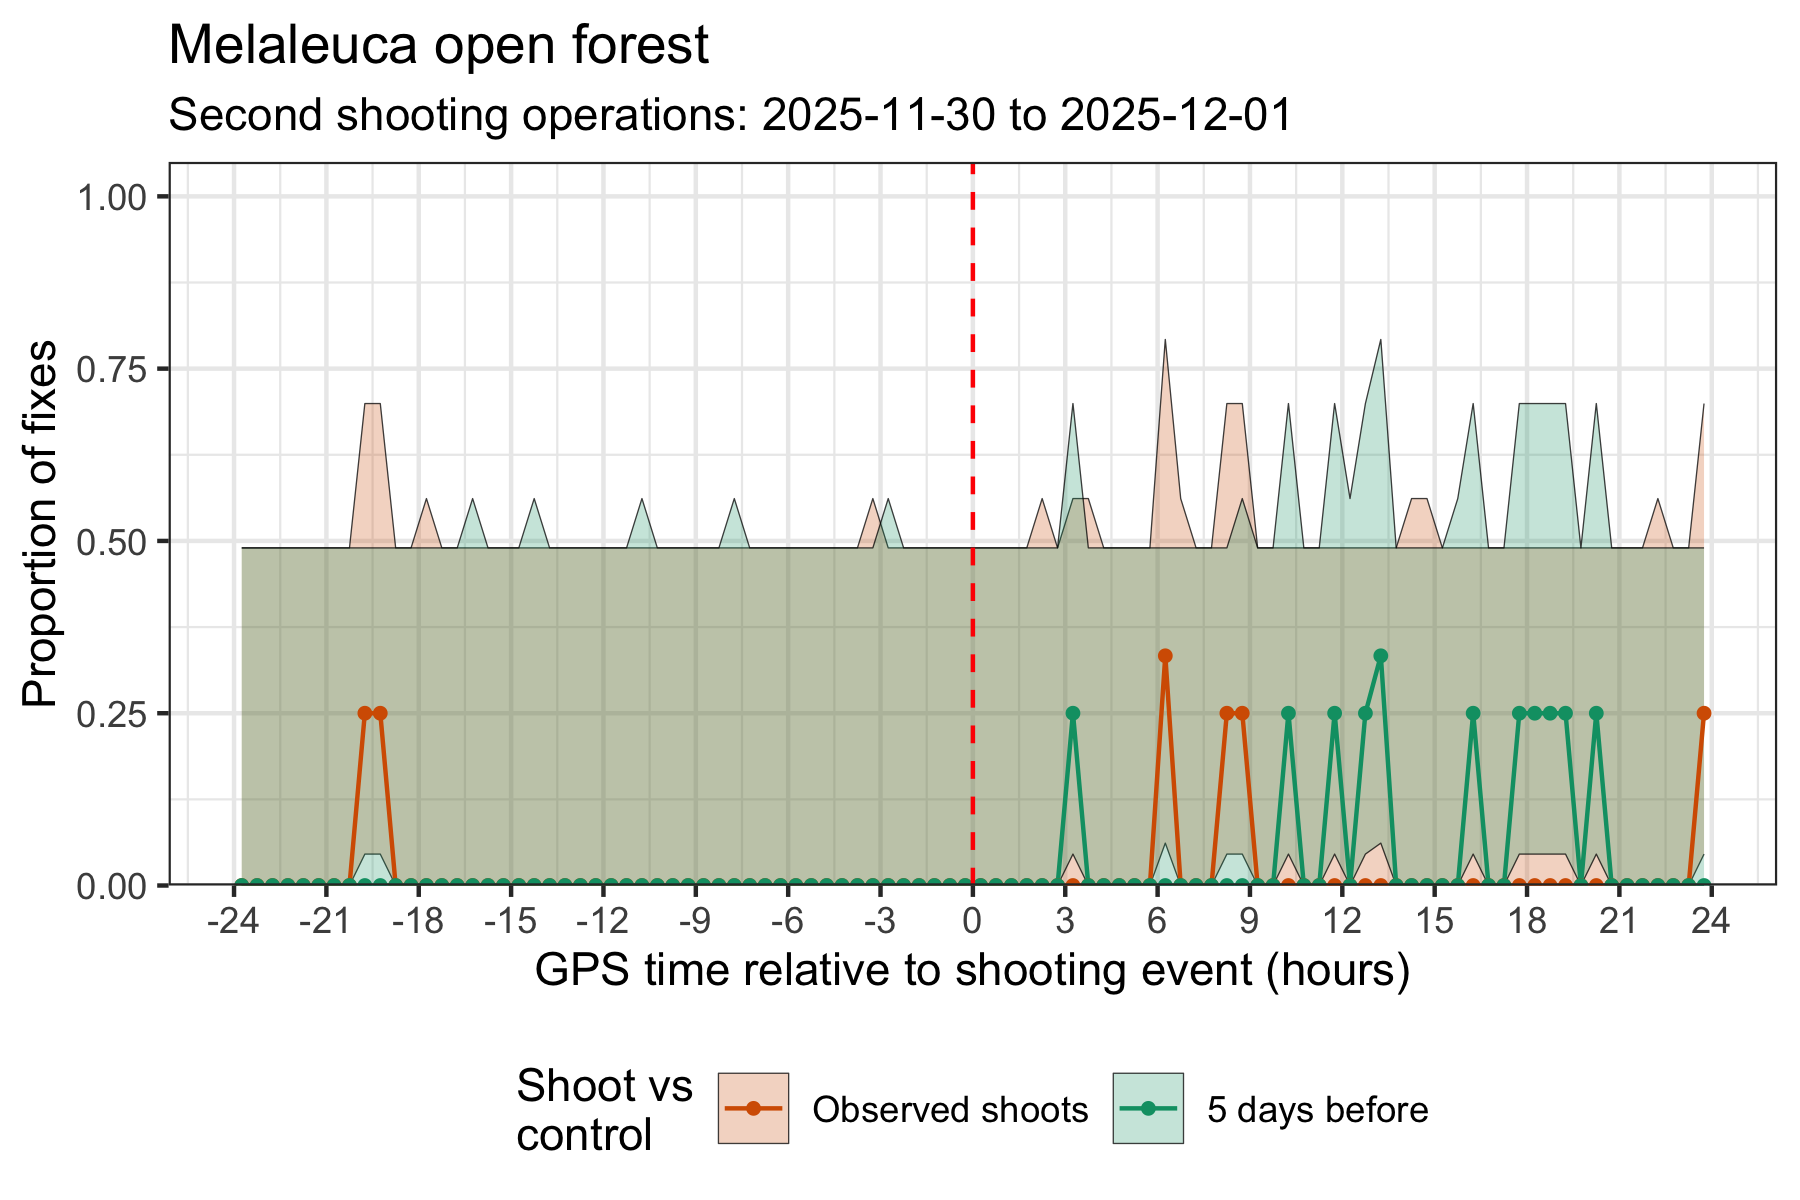 Melaleuca open forest
Second shooting operations: 2025-11-30 to 2025-12-01
Proportion of fixes
1.00
0.75
0.50
0.25
0.00
-24 -21 -18 -15 -12 -9 -6 -3 0 3 6 9 12 15 18 21 24
GPS time relative to shooting event (hours)
Shoot vs
control
Observed shoots
5 days before